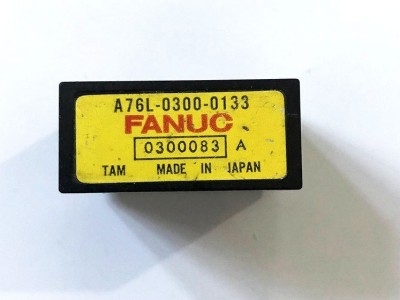 A76L-0300-0133
FANUC
0300083 A
TAM MADE IN JAPAN